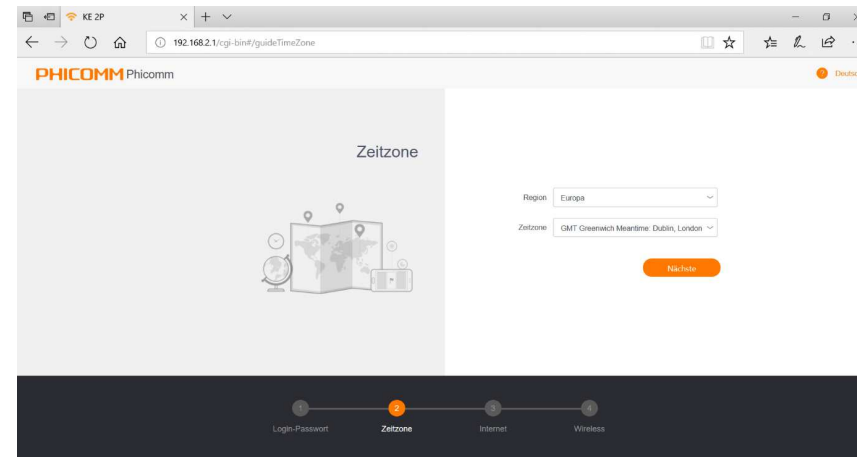 KE 2P
192.168.2.1/cgi-bin#/guideTimeZone
PHICOMM Phicomm
?
Zeitzone
Region
Europa
Zeitzone
GMT Greenwich Meantime: Dublin, London
Nächste
1
2
3
4
Login-Passwort
Zeitzone
Internet
Wireless